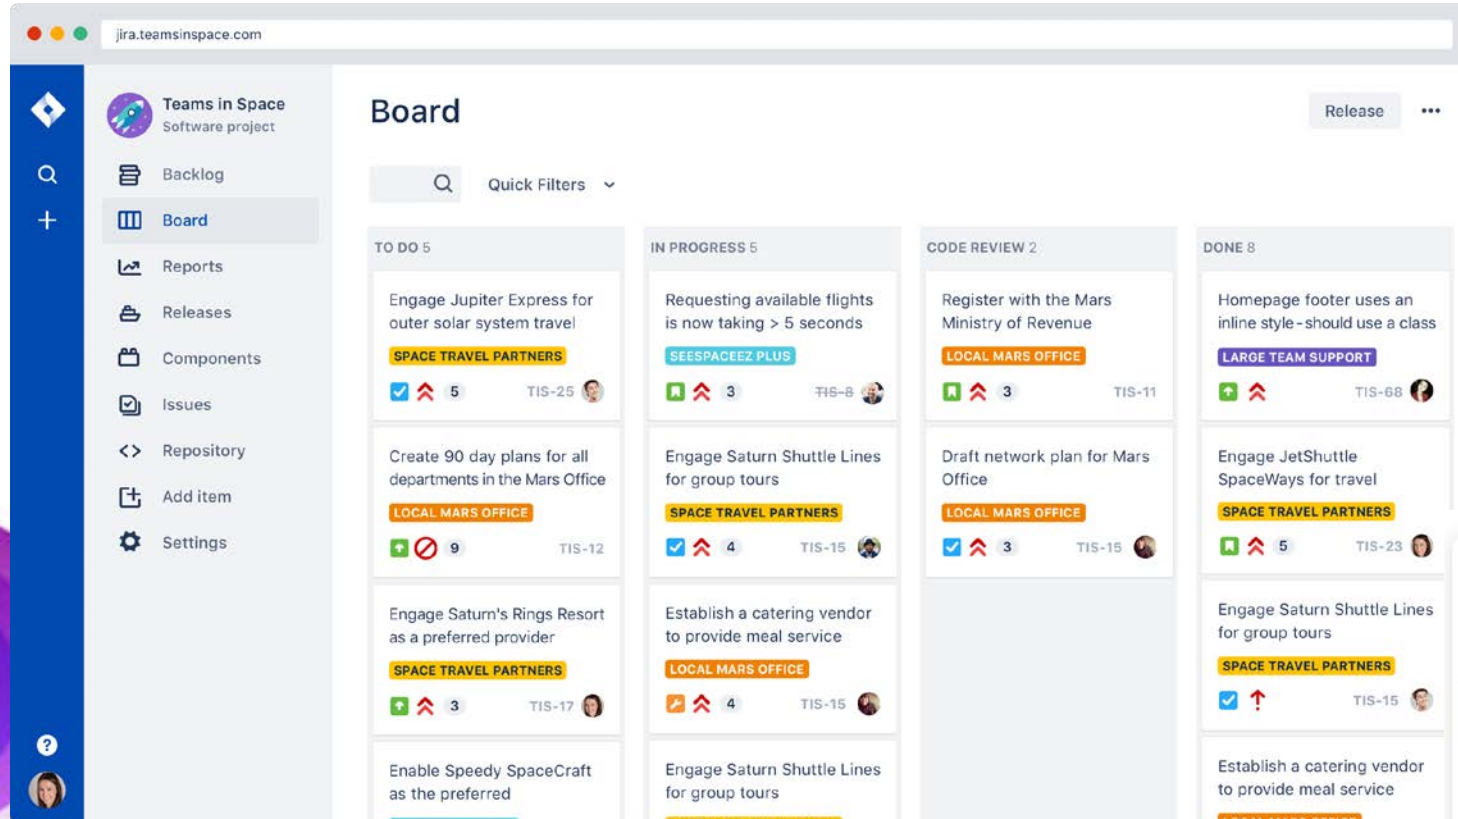 jira.teamsinspace.com
Teams in Space
Software project
Backlog
Board
Reports
Releases
Components
Issues
Repository
Add item
Settings
?
Board
Release
Quick Filters
TO DO 5
Engage Jupiter Express for
outer solar system travel
SPACE TRAVEL PARTNERS
5 TIS-25
Create 90 day plans for all
departments in the Mars Office
LOCAL MARS OFFICE
9 TIS-12
Engage Saturn's Rings Resort
as a preferred provider
SPACE TRAVEL PARTNERS
3 TIS-17
Enable Speedy SpaceCraft
as the preferred
IN PROGRESS 5
Requesting available flights
is now taking > 5 seconds
SEESPACEEZ PLUS
3 TIS-8
Engage Saturn Shuttle Lines
for group tours
SPACE TRAVEL PARTNERS
4 TIS-15
Establish a catering vendor
to provide meal service
LOCAL MARS OFFICE
4 TIS-15
Engage Saturn Shuttle Lines
for group tours
CODE REVIEW 2
Register with the Mars
Ministry of Revenue
LOCAL MARS OFFICE
3 TIS-11
Draft network plan for Mars
Office
LOCAL MARS OFFICE
3 TIS-15
DONE 8
Homepage footer uses an
inline style - should use a class
LARGE TEAM SUPPORT
TIS-68
Engage JetShuttle
SpaceWays for travel
SPACE TRAVEL PARTNERS
5 TIS-23
Engage Saturn Shuttle Lines
for group tours
SPACE TRAVEL PARTNERS
TIS-15
Establish a catering vendor
to provide meal service